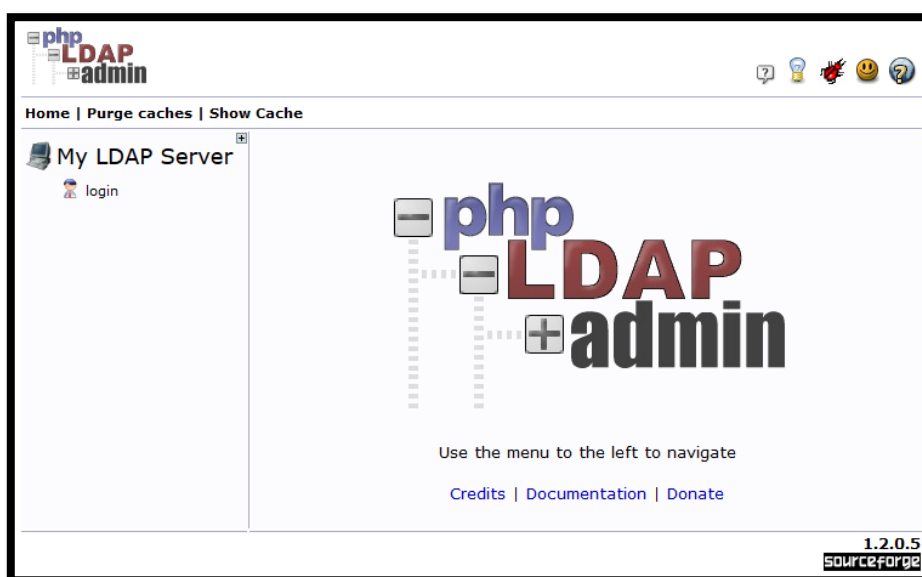 php
LDAP
admin
?
?
Home | Purge caches | Show Cache
My LDAP Server
login
php
LDAP
admin
Use the menu to the left to navigate
Credits | Documentation | Donate
1.2.0.5
sourceforge